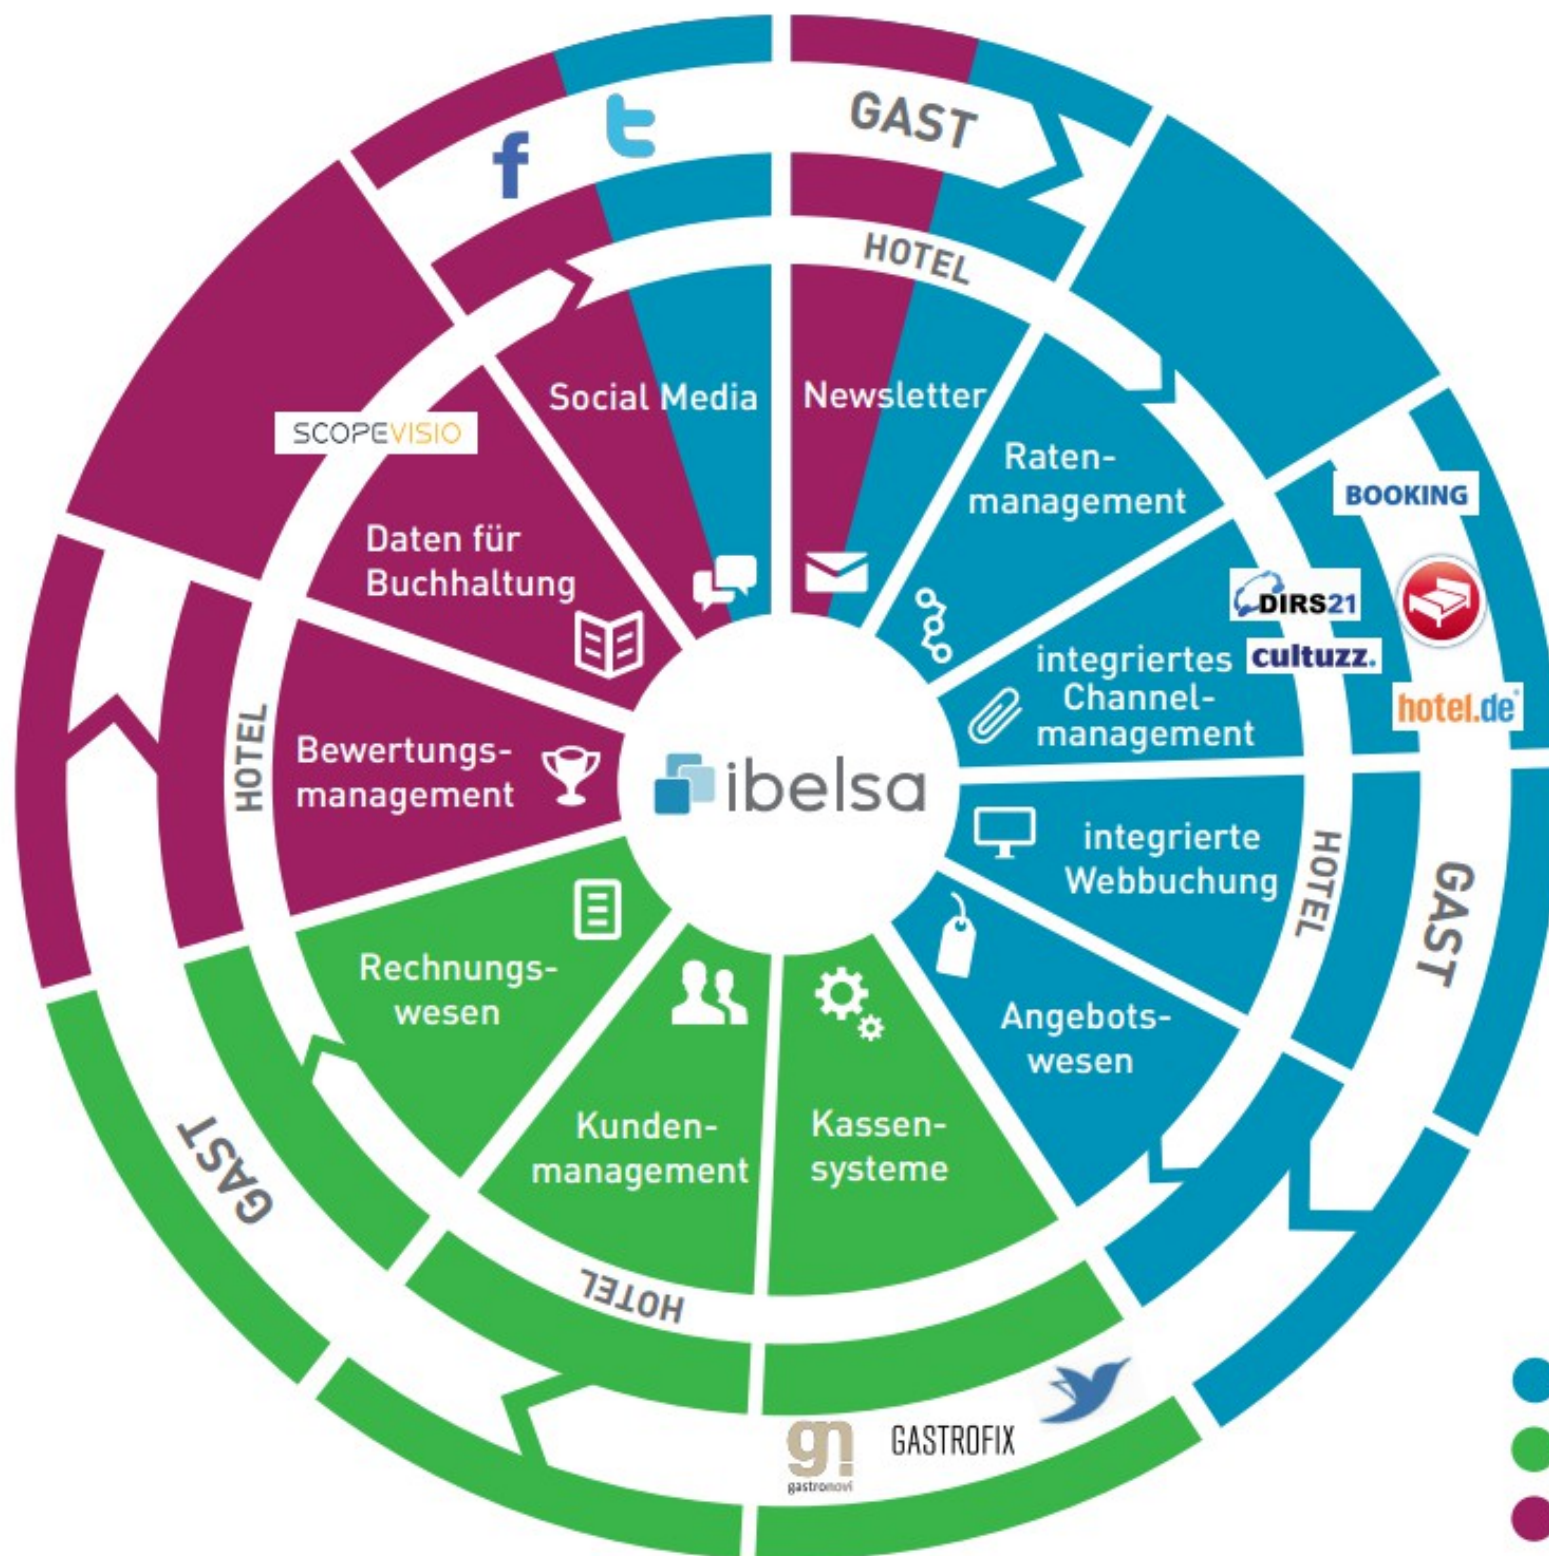 GAST
HOTEL
f
t
Social Media
Newsletter
Raten-
management
SCOPEVISIO
BOOKING
Daten für
Buchhaltung
DIRS21
cultuzz.
integriertes
Channel-
management
hotel.de
HOTEL
Bewertungs-
management
ibelsa
integrierte
Webbuchung
HOTEL
GAST
Rechnungs-
wesen
Angebots-
wesen
Kunden-
management
Kassen-
systeme
GAST
HOTEL
gn
gastronovi
GASTROFIX